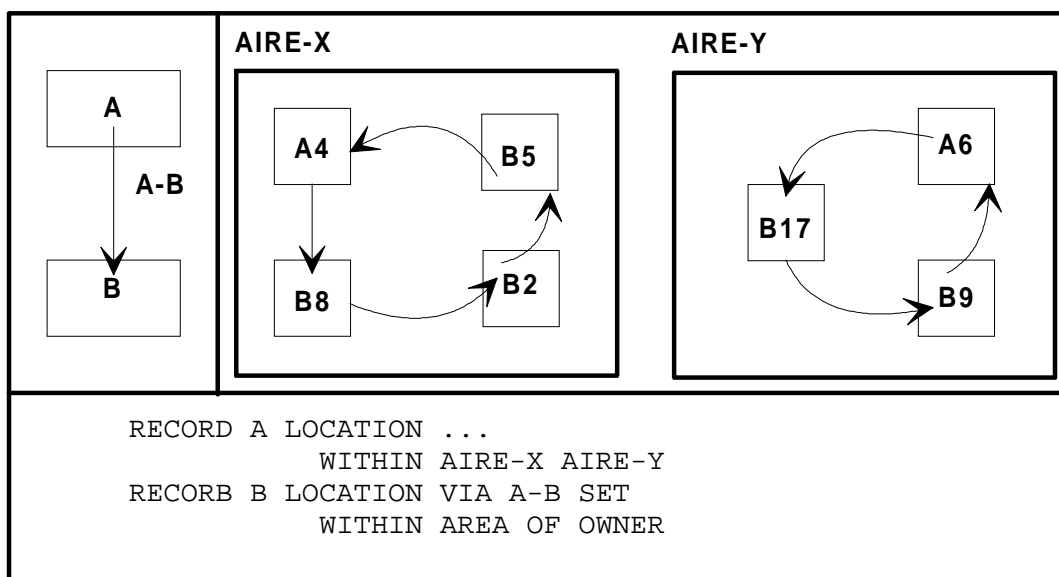 A
A-B
B
AIRE-X
A4
B5
B8
B2
AIRE-Y
A6
B17
B9
RECORD A LOCATION ...
WITHIN AIRE-X AIRE-Y
RECORB B LOCATION VIA A-B SET
WITHIN AREA OF OWNER